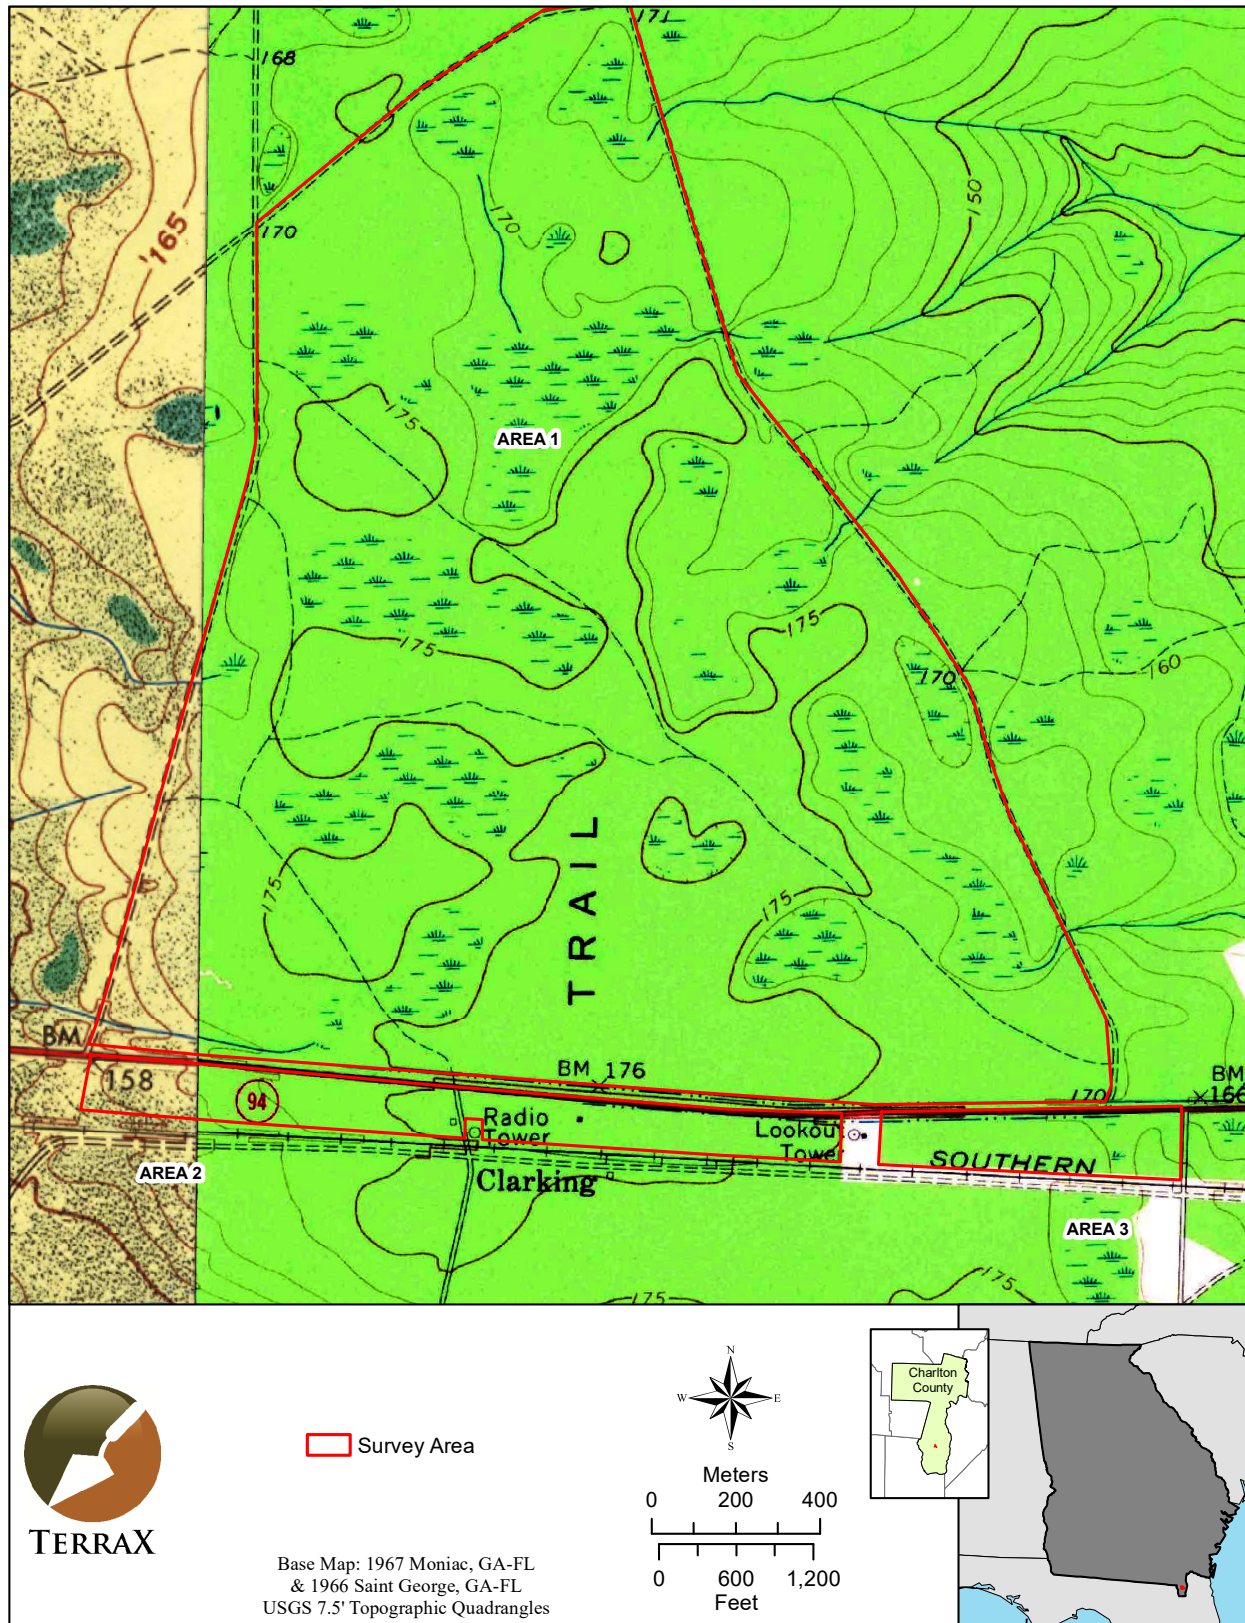 171
168
150
170
170
165
175
AREA 1
175
175
170
160
175
175
TRAIL
BM
158
BM 176
170
BM
166
94
Radio
Tower
Lookou
Tower
SOUTHERN
AREA 2
Clarking
AREA 3
175
175
TERRAX
Survey Area
Base Map: 1967 Moniac, GA-FL
& 1966 Saint George, GA-FL
USGS 7.5' Topographic Quadrangles
N
W E
S
Meters
0 200 400
0 600 1,200
Feet
Charlton
County